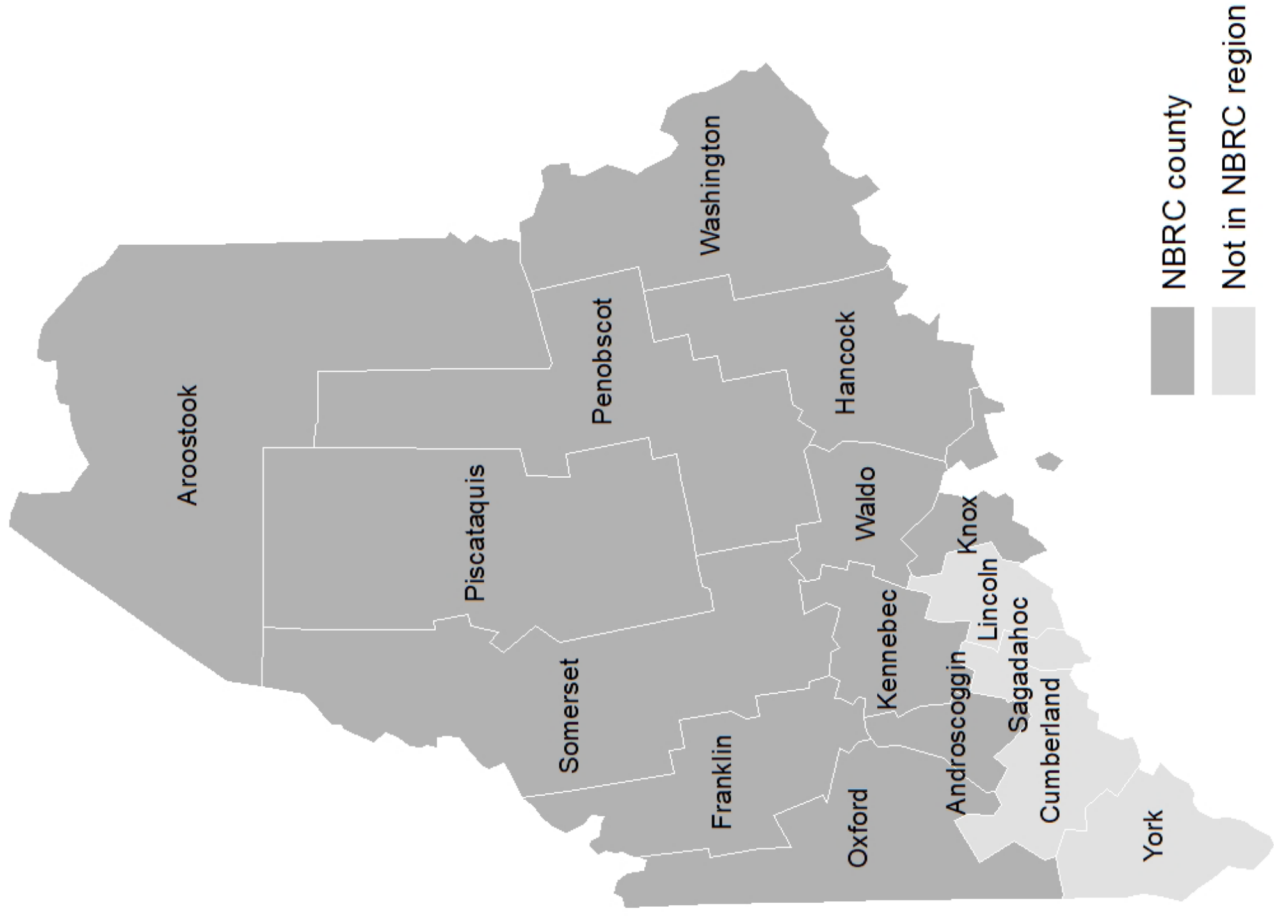 Aroostook
Piscataquis
Penobscot
Somerset
Washington
Franklin
Hancock
Waldo
Oxford
Kennebec
Knox
Androscoggin
Lincoln
Sagadahoc
Cumberland
York
NBRC county
Not in NBRC region